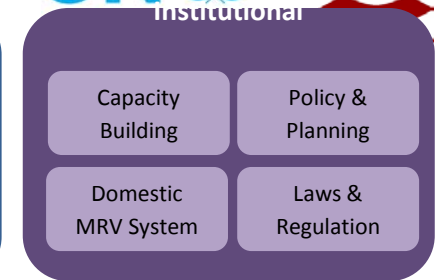 Institutional
Capacity
Building
Policy &
Planning
Domestic
MRV System
Laws &
Regulation